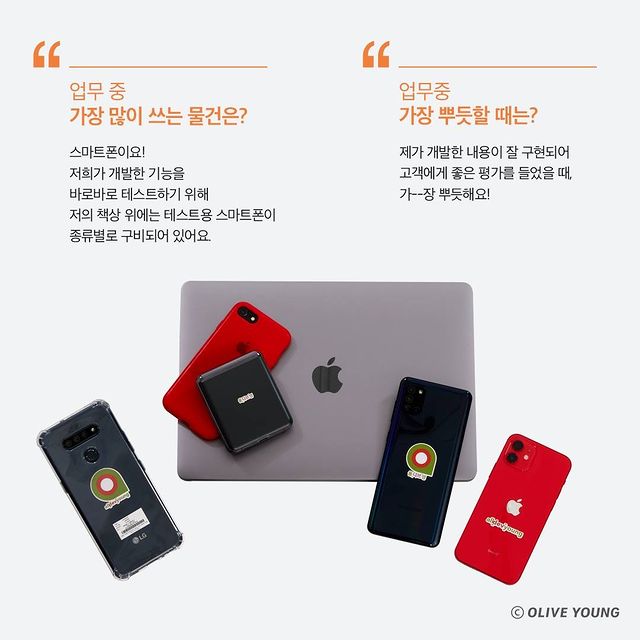 업무 중
가장 많이 쓰는 물건은?
스마트폰이요!
저희가 개발한 기능을
바로바로 테스트하기 위해
저의 책상 위에는 테스트용 스마트폰이
종류별로 구비되어 있어요.
업무중
가장 뿌듯할 때는?
제가 개발한 내용이 잘 구현되어
고객에게 좋은 평가를 들었을 때,
가--장 뿌듯해요!
oliveyoung
LG
oliveyoung
ⓒ OLIVE YOUNG